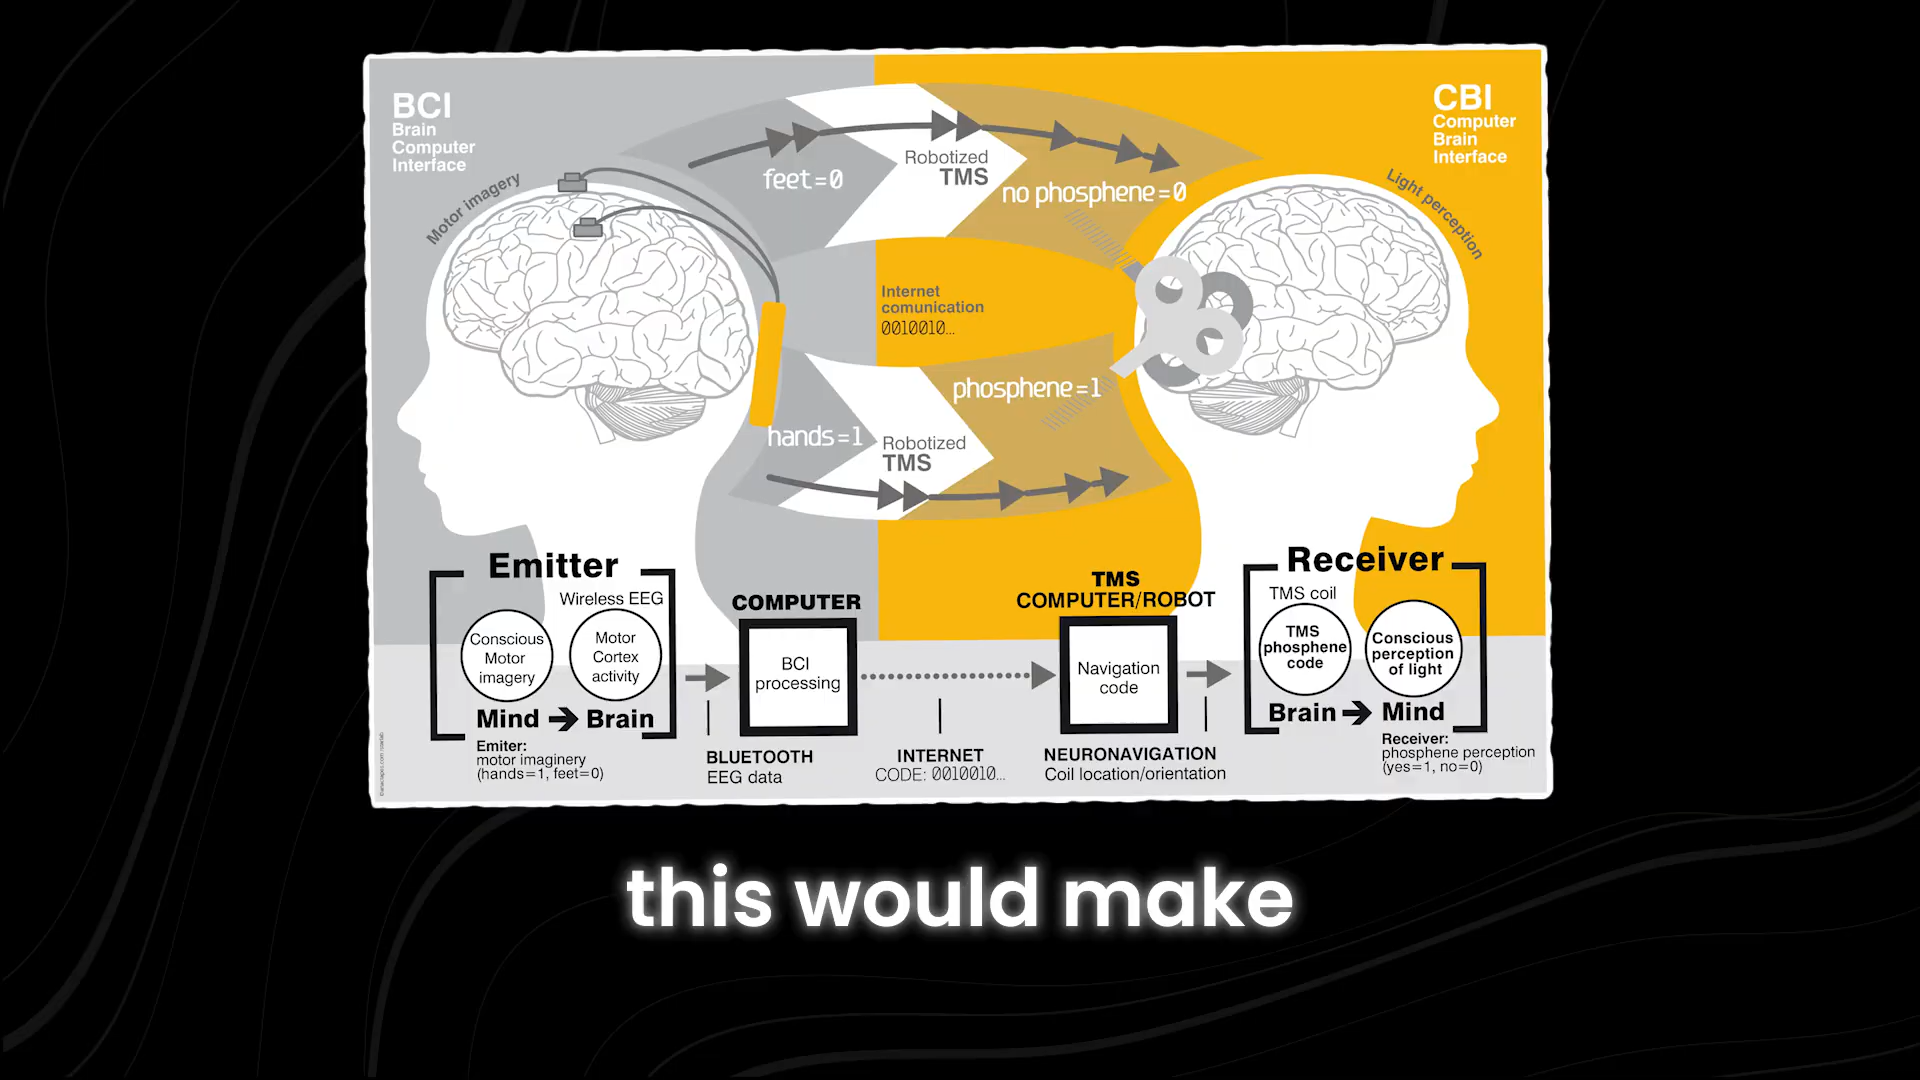 BCI
Brain
Computer
Interface
CBI
Computer
Brain
Interface
Motor imagery
feet=0
Robotized
TMS
no phosphene=0
Light perception
Internet
comunication
0010010...
phosphene=1
hands=1
Robotized
TMS
Emitter
Wireless EEG
Conscious
Motor
imagery
Motor
Cortex
activity
Mind → Brain
Emiter:
motor imaginery
(hands=1, feet=0)
COMPUTER
BCI
processing
BLUETOOTH
EEG data
INTERNET
CODE: 0010010...
TMS
COMPUTER/ROBOT
Navigation
code
NEURONAVIGATION
Coil location/orientation
Receiver
TMS coil
TMS
phosphene
code
Conscious
perception
of light
Brain → Mind
Receiver:
phosphene perception
(yes=1, no=0)
this would make